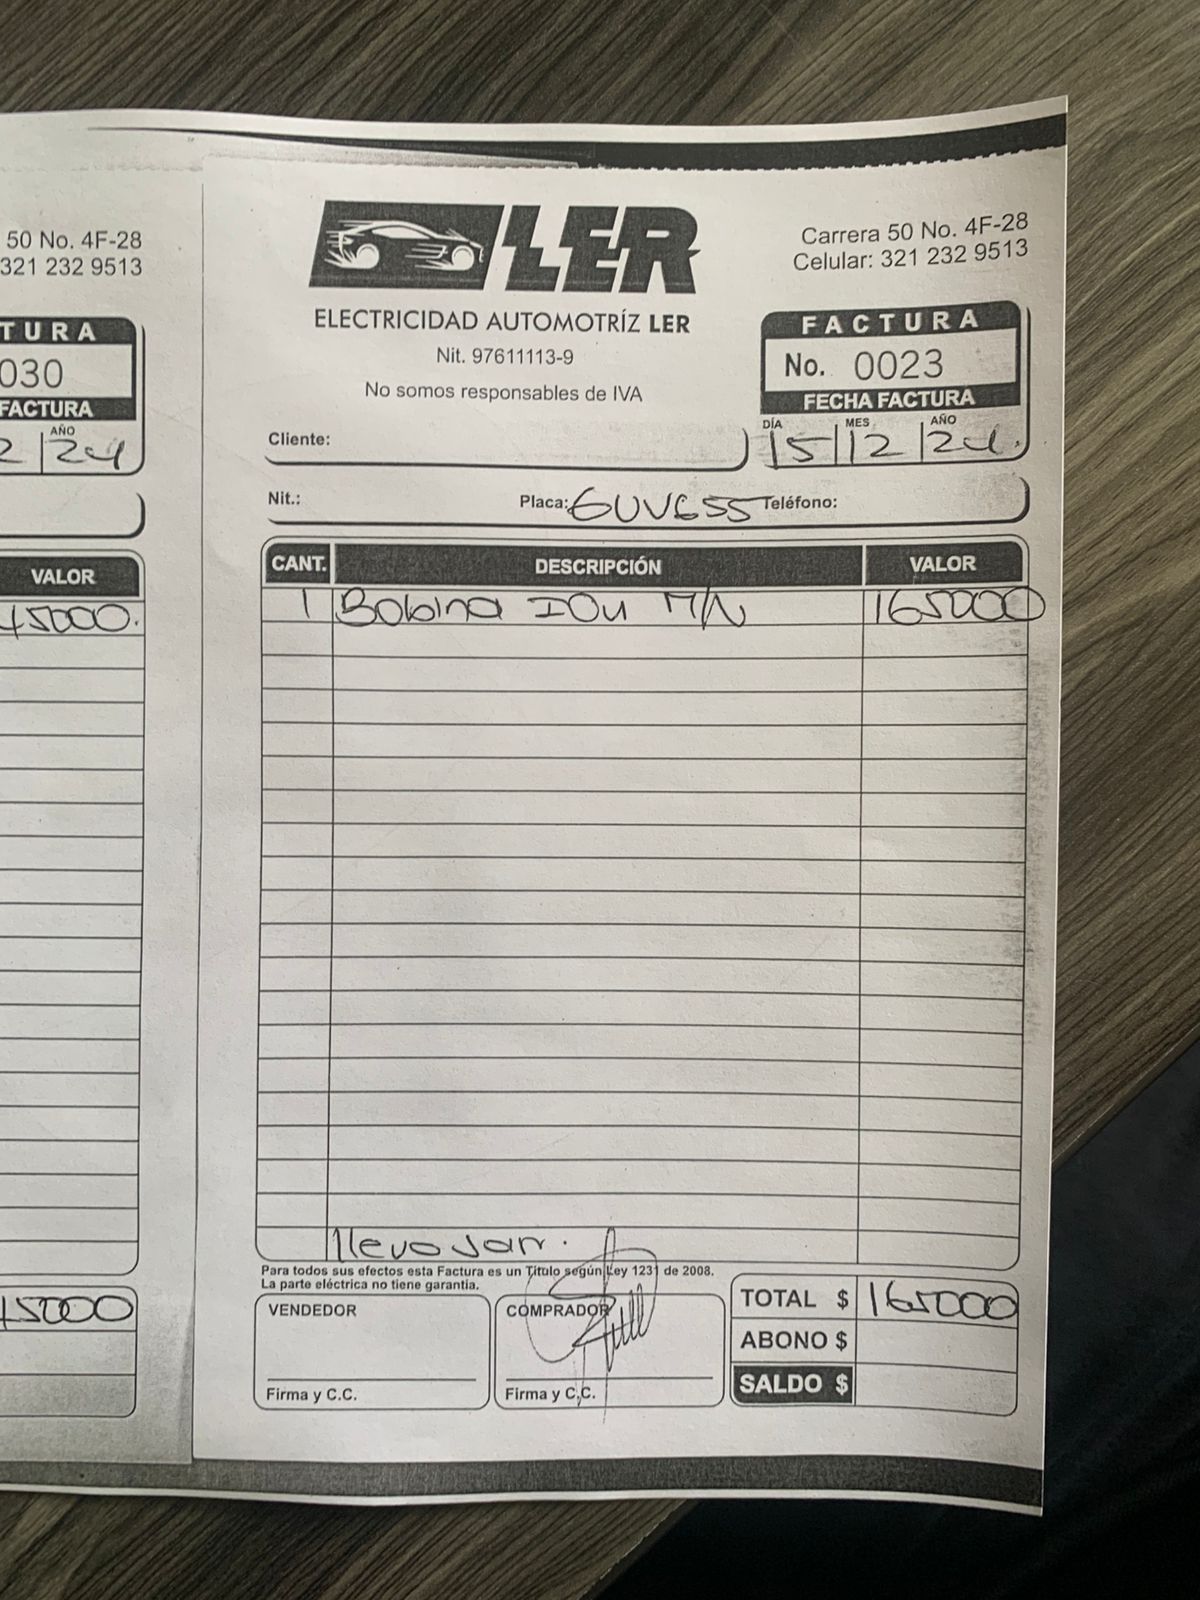 50 No. 4F-28
321 232 9513
TURA
030
FACTURA
AÑO
2 24
VALOR
45000.
45000
LER
Carrera 50 No. 4F-28
Celular: 321 232 9513
ELECTRICIDAD AUTOMOTRÍZ LER
Nit. 97611113-9
No somos responsables de IVA
FACTURA
No. 0023
FECHA FACTURA
DÍA MES AÑO
15 12 24.
Cliente:
Nit.: Placa: GUV655 Teléfono:
CANT. DESCRIPCIÓN VALOR
1 Bobina I10 M/N 165000
llevo Jan.
Para todos sus efectos esta Factura es un Titulo según Ley 1231 de 2008.
La parte eléctrica no tiene garantia.
VENDEDOR
Firma y C.C.
COMPRADOR
Firma y C.C.
TOTAL $ 165000
ABONO $
SALDO $